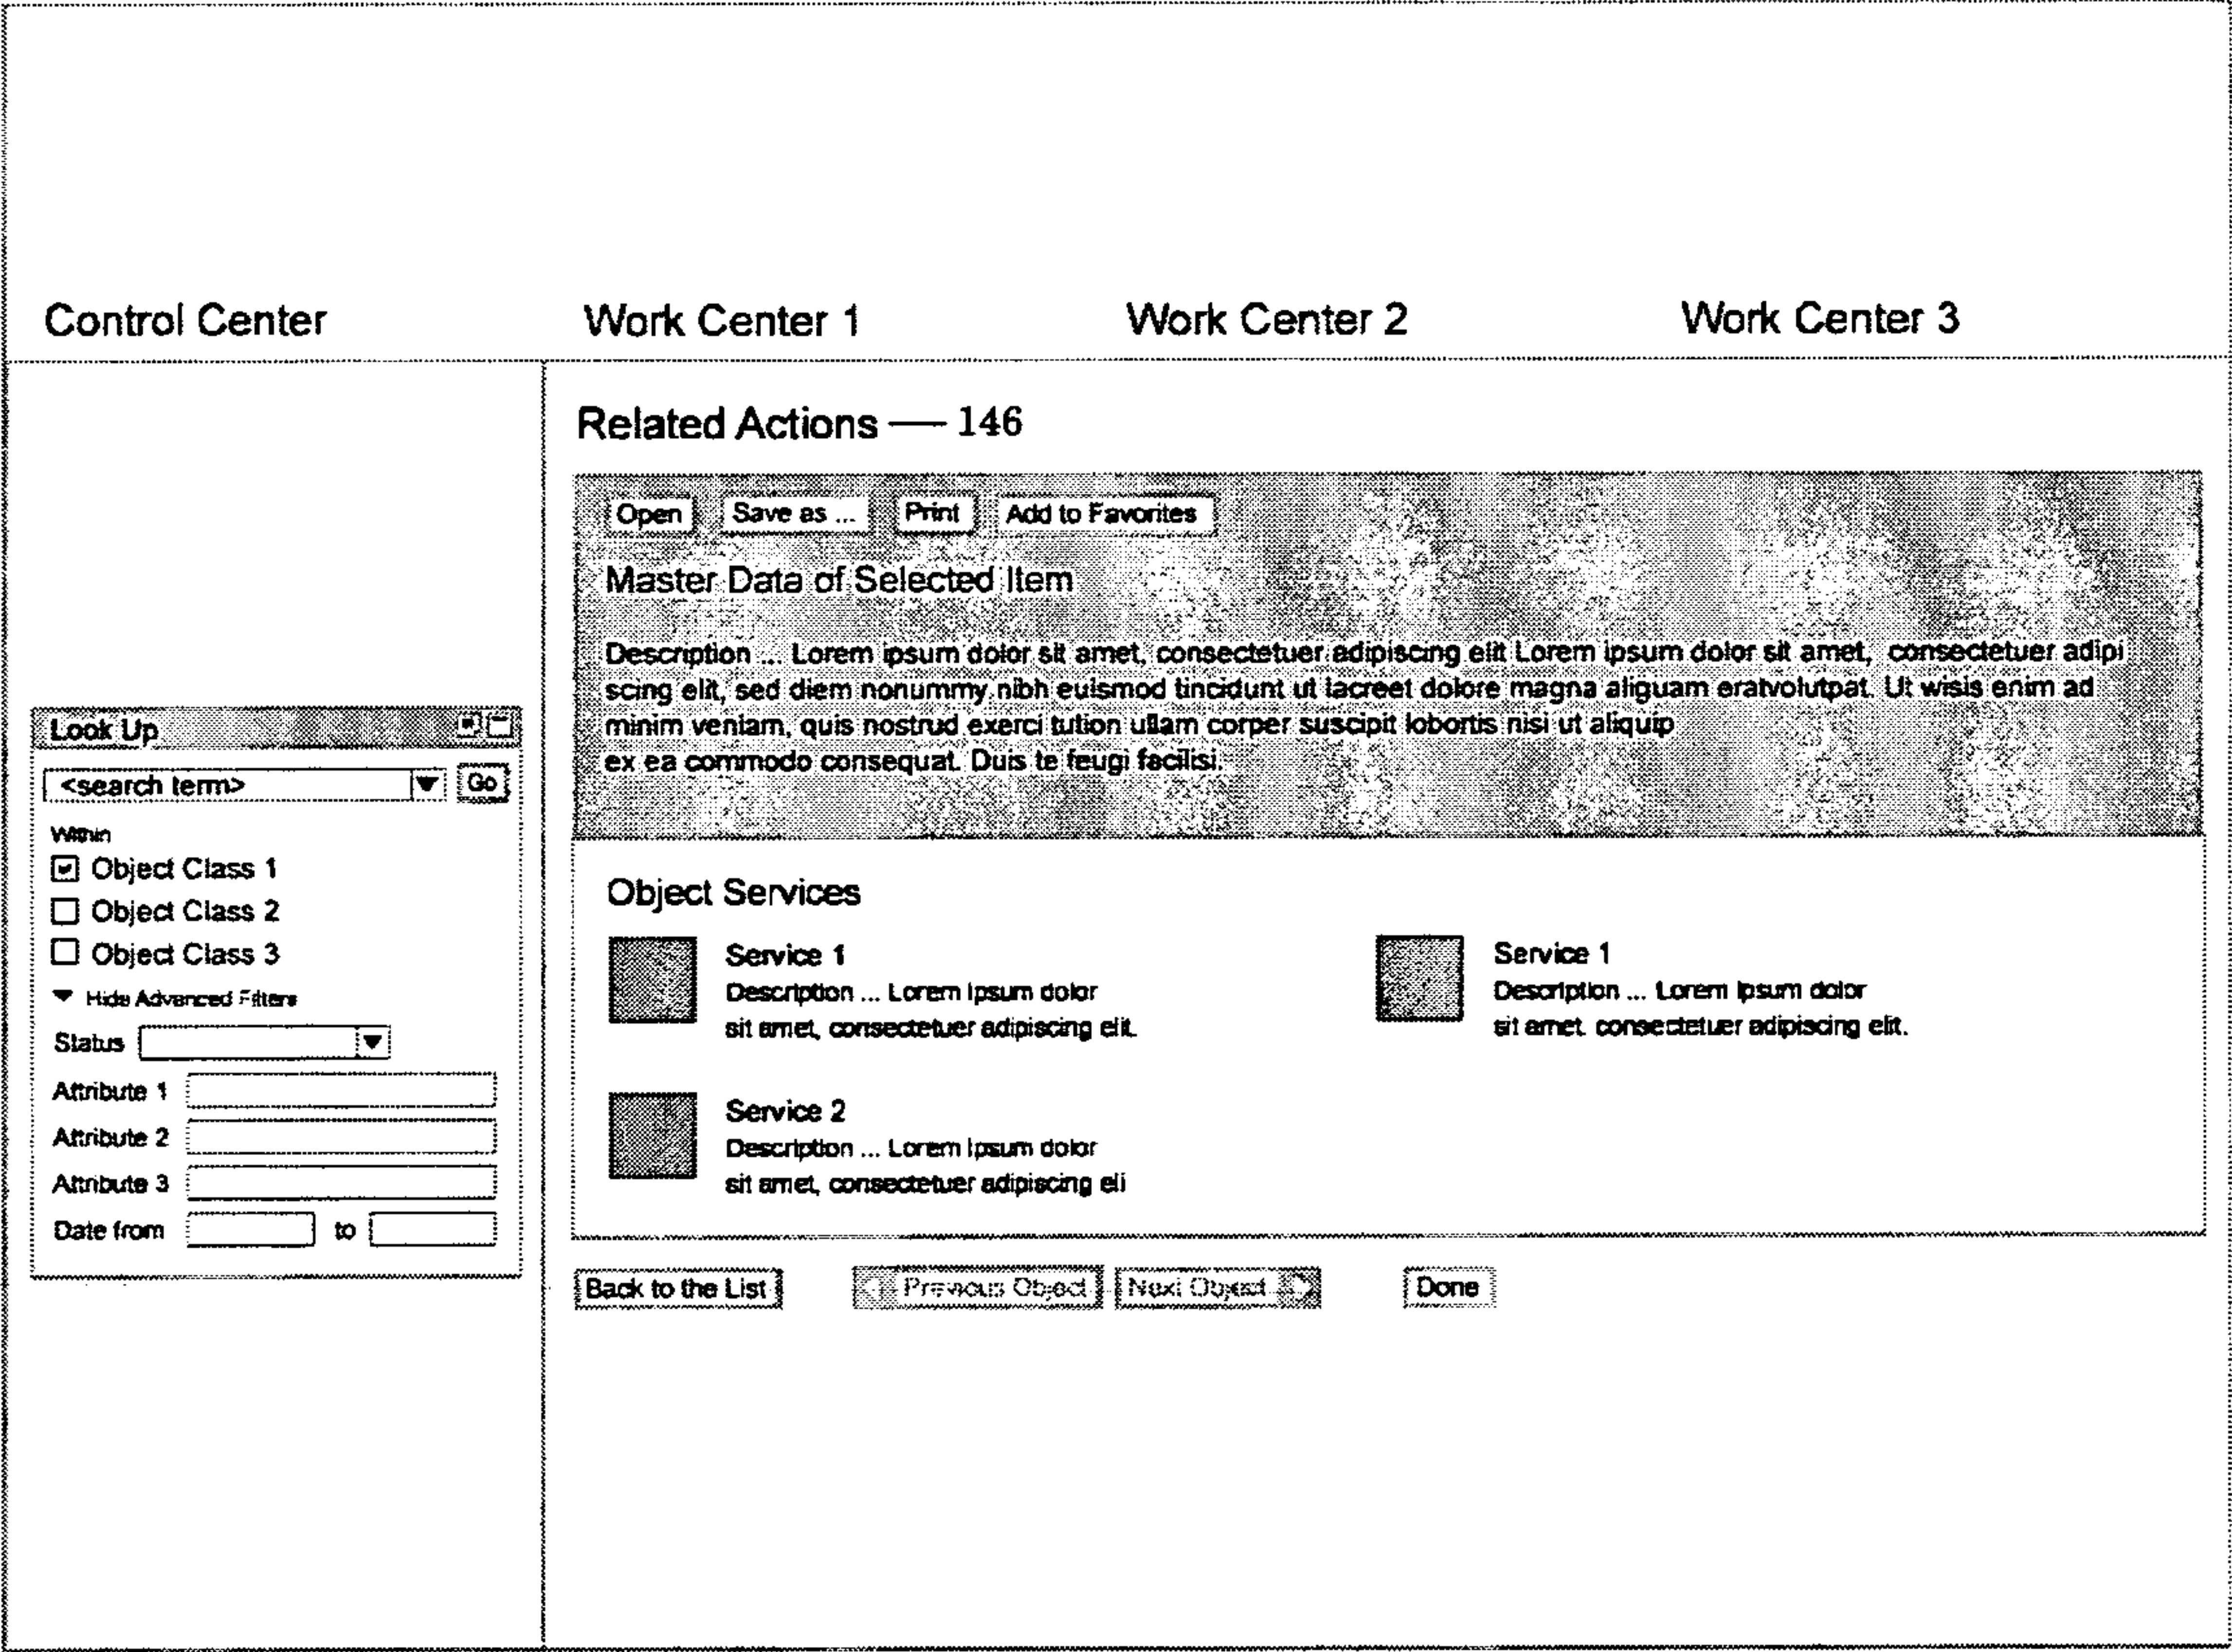 Control Center Work Center 1 Work Center 2 Work Center 3
Related Actions — 146
Open Save as ... Print Add to Favorites
Master Data of Selected Item
Description ... Lorem ipsum dolor sit amet, consectetuer adipiscing elit Lorem ipsum dolor sit amet, consectetuer adipi
scing elit, sed diem nonummy nibh euismod tincidunt ut lacreet dolore magna aliguam eratvolutpat. Ut wisis enim ad
minim veniam, quis nostrud exerci tution ullam corper suscipit lobortis nisi ut aliquip
ex ea commodo consequat. Duis te feugi facilisi.
Look Up
<search term> Go
Within
Object Class 1
Object Class 2
Object Class 3
Hide Advanced Filters
Status
Attribute 1
Attribute 2
Attribute 3
Date from to
Object Services
Service 1
Description ... Lorem ipsum dolor
sit amet, consectetuer adipiscing elit.
Service 1
Description ... Lorem ipsum dolor
sit amet. consectetuer adipiscing elit.
Service 2
Description ... Lorem ipsum dolor
sit amet, consectetuer adipiscing eli
Back to the List Previous Object Next Object Done